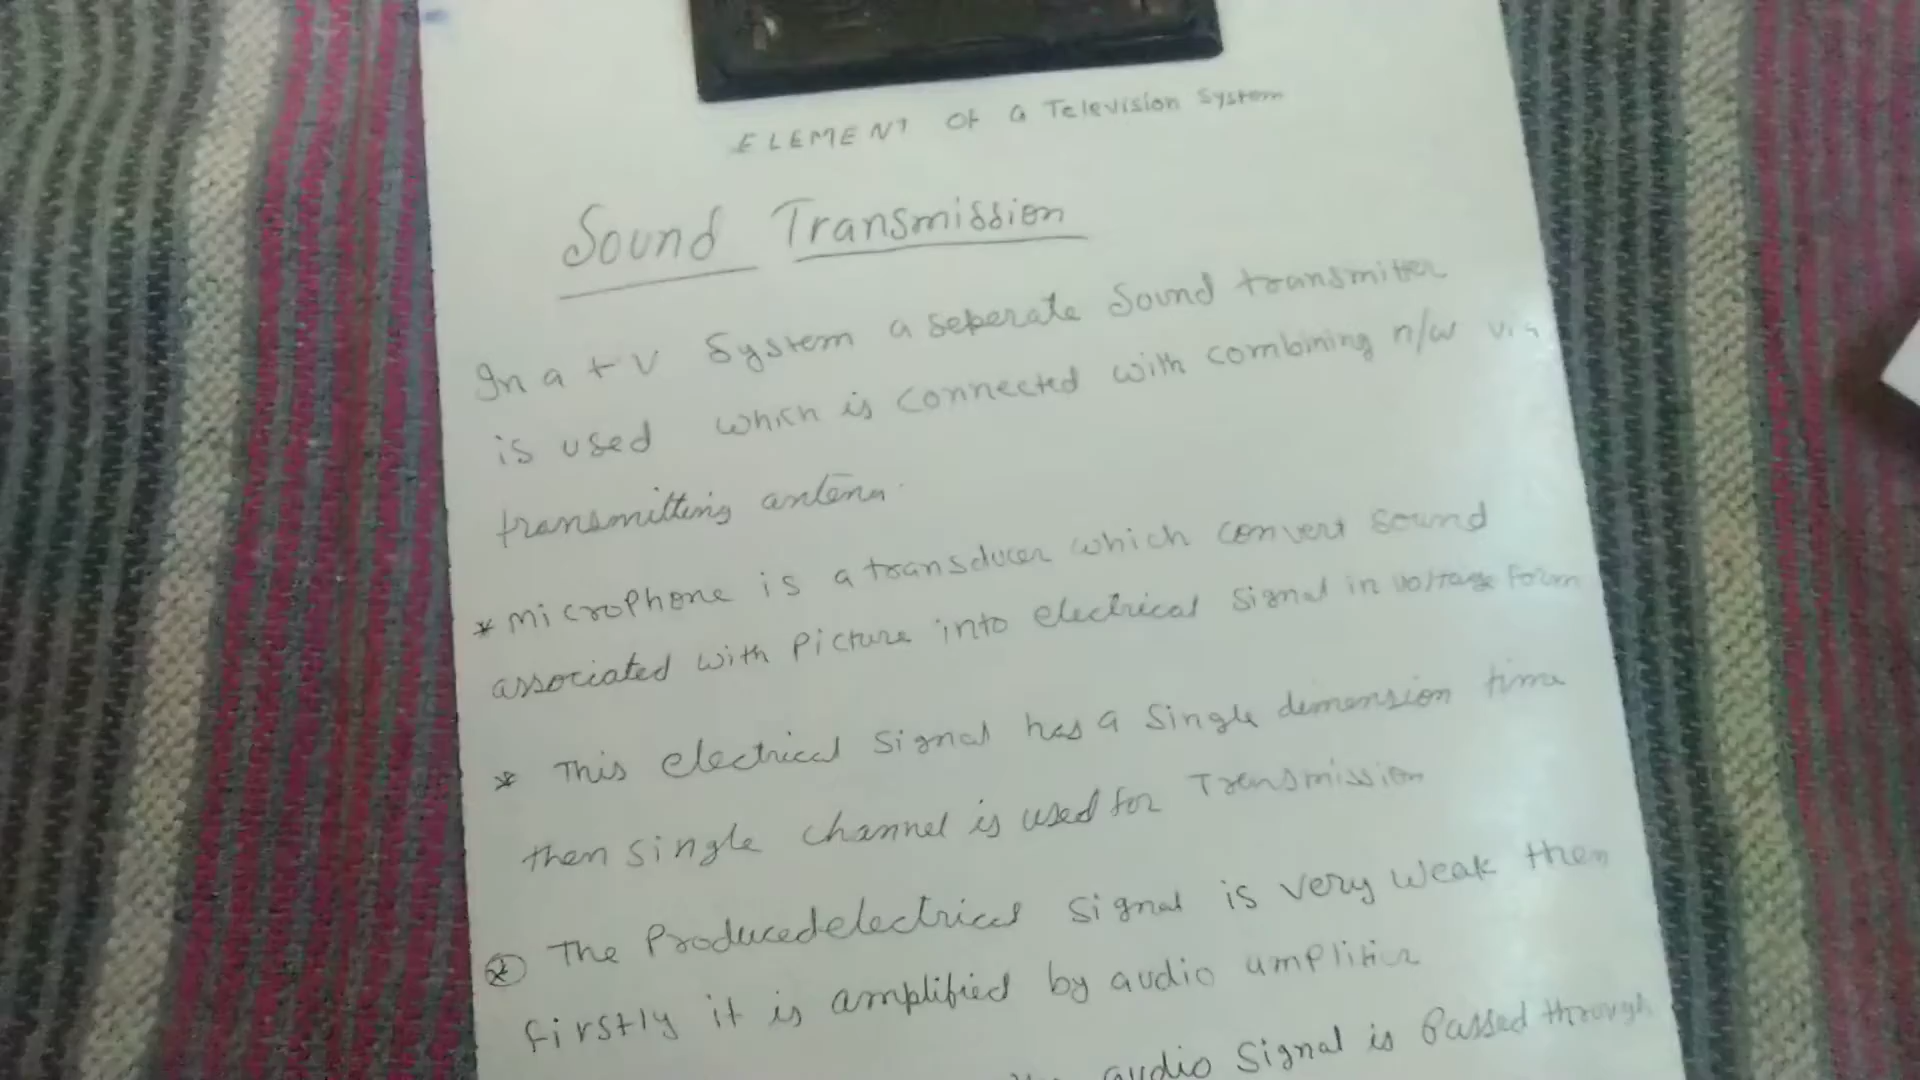 ELEMENT OF a Television System
Sound Transmission
In a t v System a seperate Sound transmitter
is used which is connected with combining n/w via
transmitting antena.
* microphone is a transducer which convert sound
associated with Picture into electrical signal in voltage form
* This electrical Signal has a Single dimension time
then single channel is used for Transmission
* The Produced electrical signal is very weak then
firstly it is amplified by audio amplifier
audio Signal is Passed through